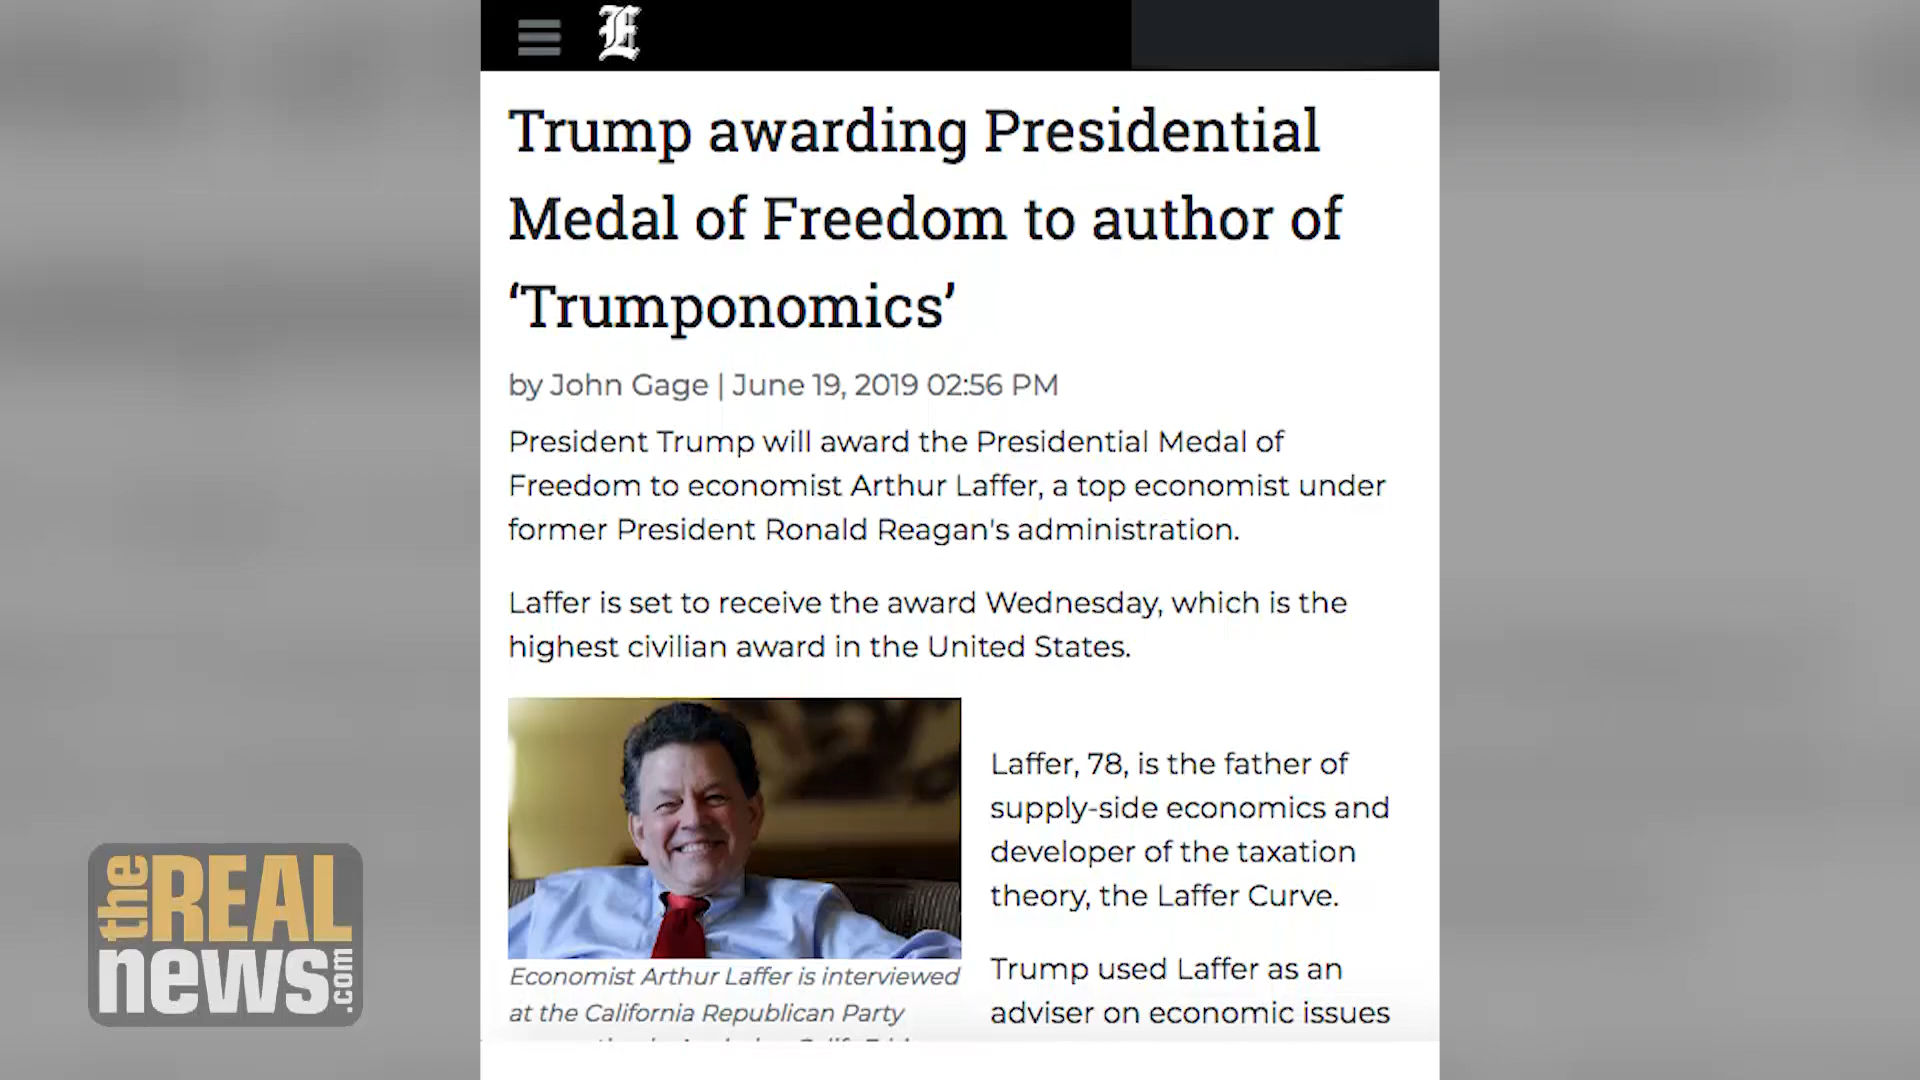 E
Trump awarding Presidential
Medal of Freedom to author of
‘Trumponomics’
by John Gage | June 19, 2019 02:56 PM
President Trump will award the Presidential Medal of
Freedom to economist Arthur Laffer, a top economist under
former President Ronald Reagan's administration.
Laffer is set to receive the award Wednesday, which is the
highest civilian award in the United States.
Laffer, 78, is the father of
supply-side economics and
developer of the taxation
theory, the Laffer Curve.
Trump used Laffer as an
adviser on economic issues
Economist Arthur Laffer is interviewed
at the California Republican Party
the REAL
news.com